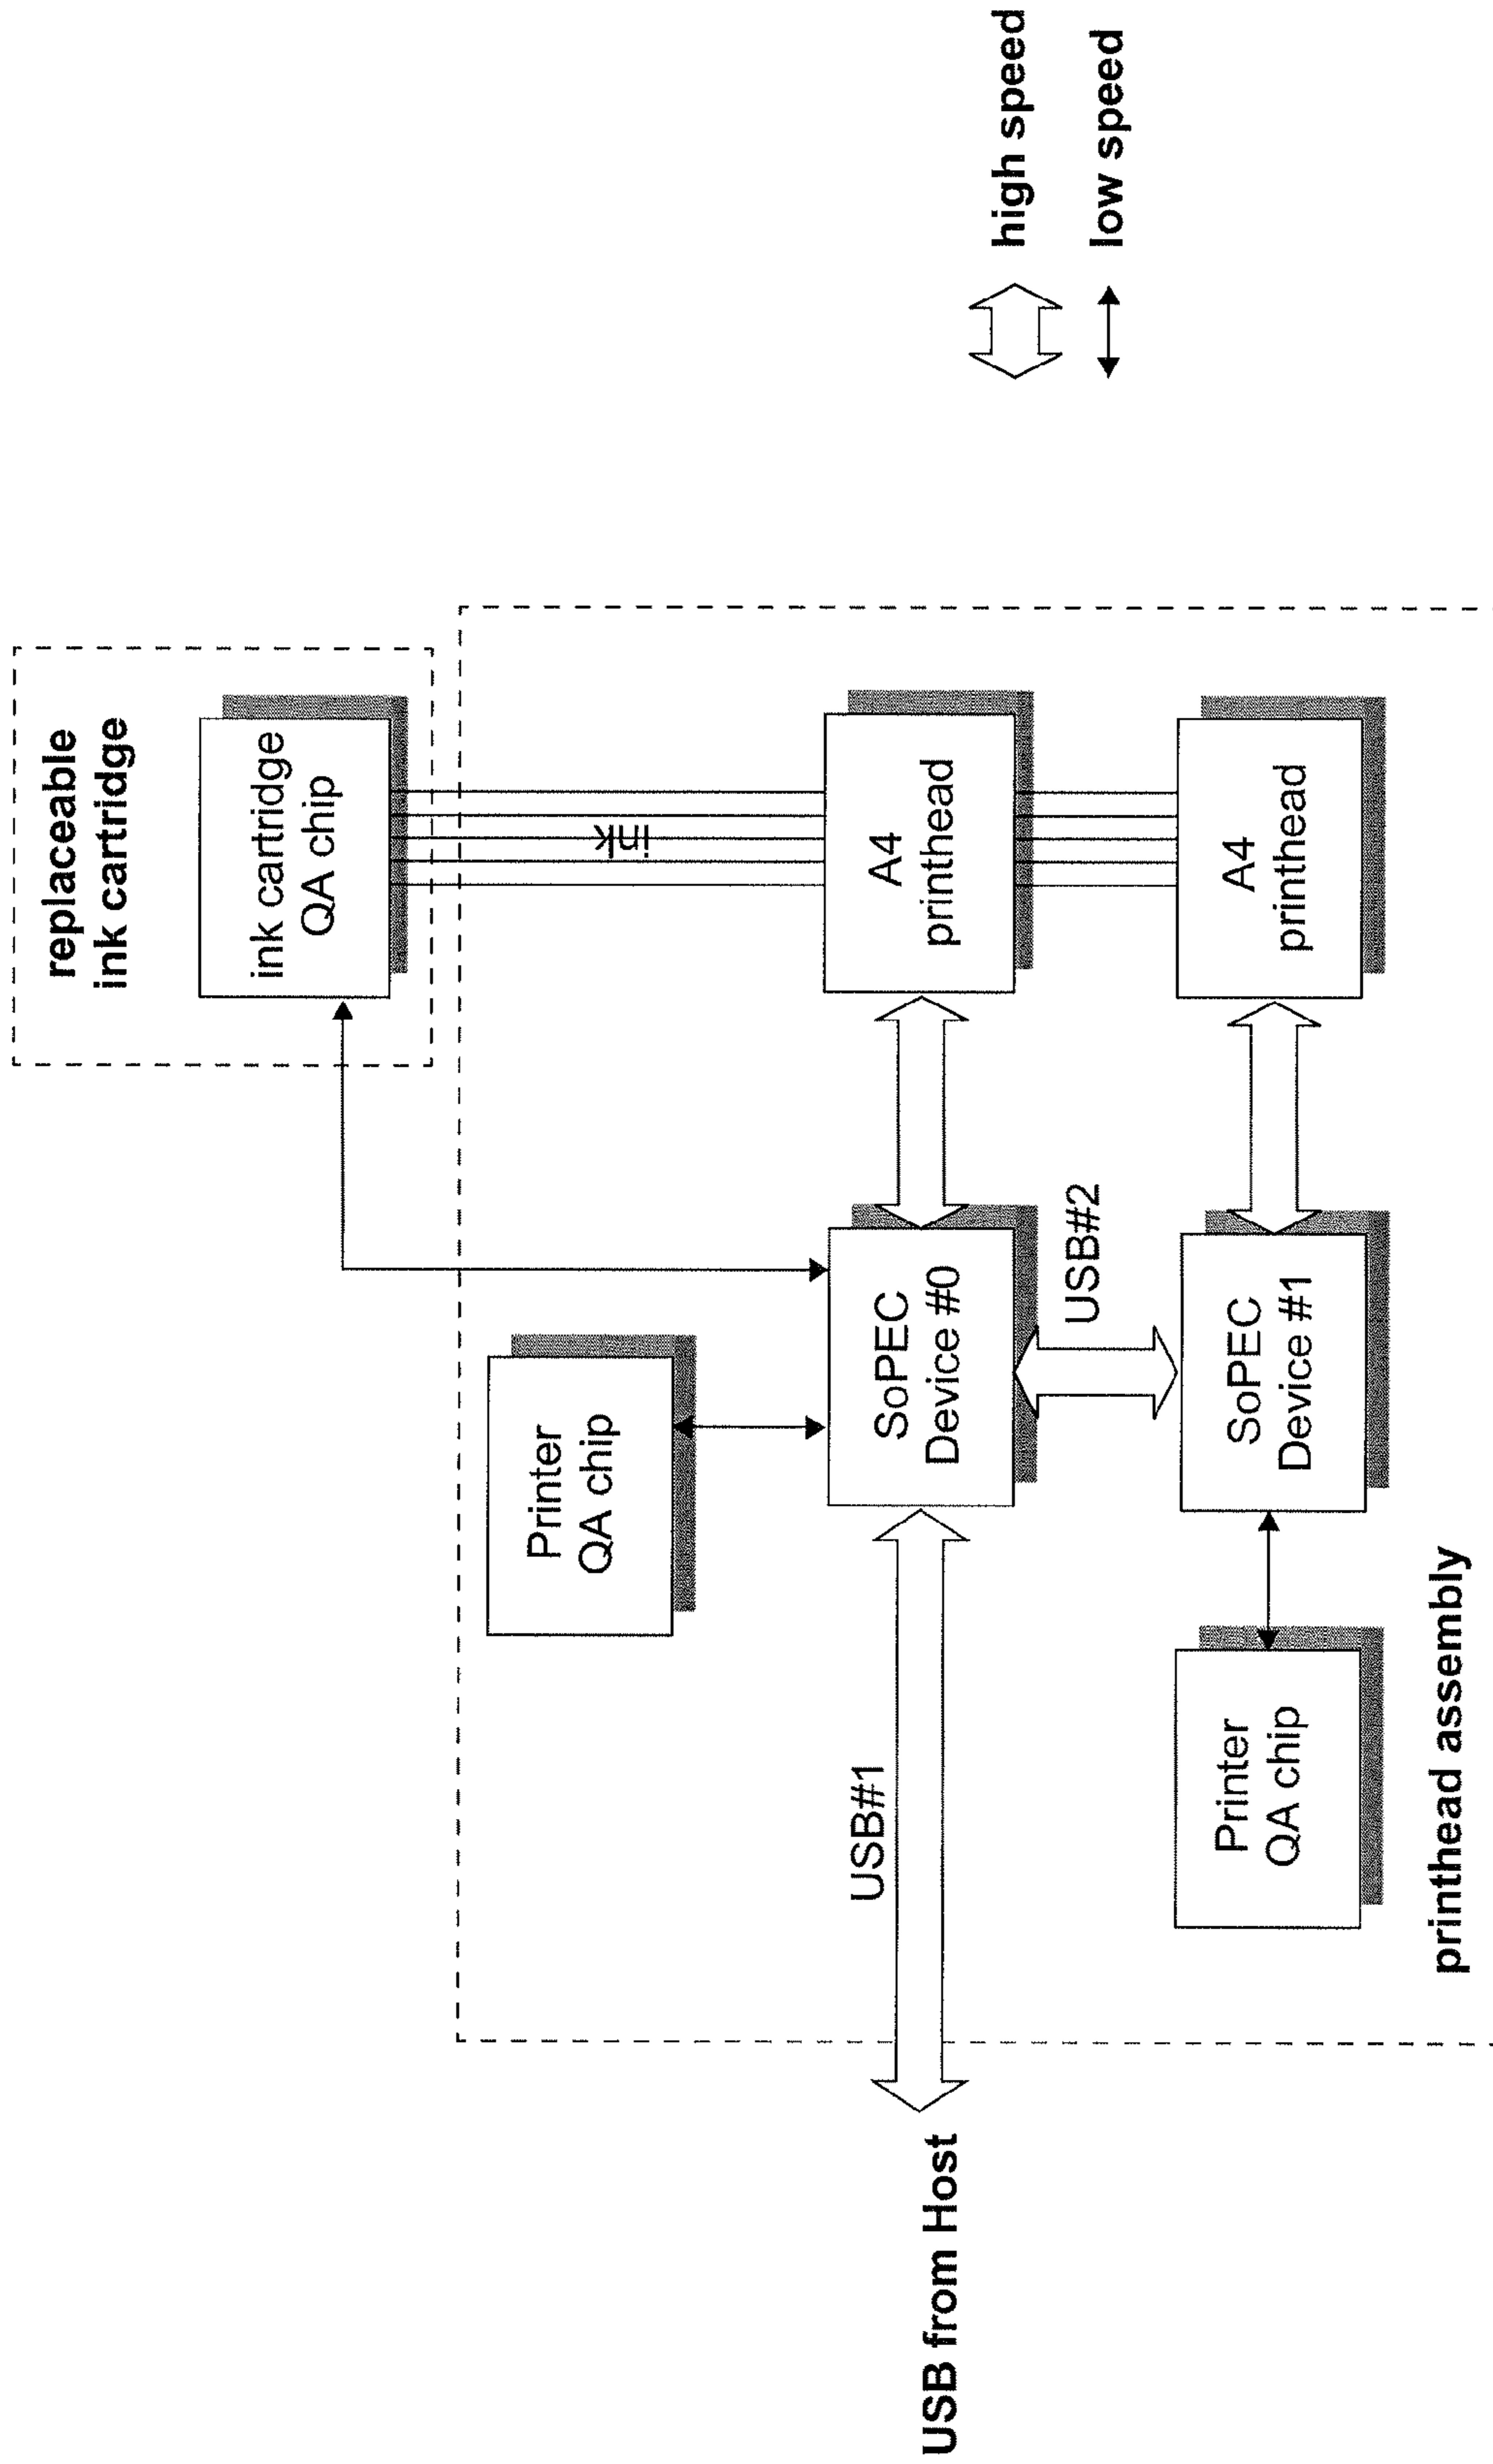 replaceable
ink cartridge
ink cartridge
QA chip
ink
Printer
QA chip
USB#1
USB from Host
SoPEC
Device #0
A4
printhead
USB#2
Printer
QA chip
SoPEC
Device #1
A4
printhead
printhead assembly
high speed
low speed